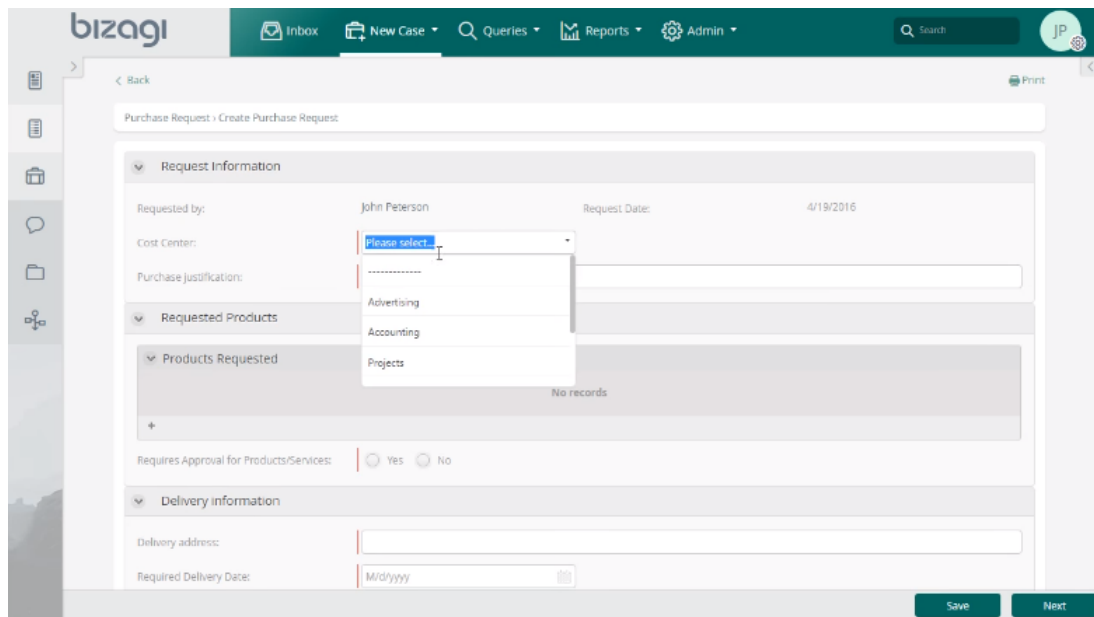 bizagi
Inbox New Case Queries Reports Admin Search JP
< Back Print
Purchase Request › Create Purchase Request
Request Information
Requested by: John Peterson Request Date: 4/19/2016
Cost Center: Please select...
-------------
Purchase justification:
Advertising
Requested Products
Accounting
Products Requested
Projects
No records
+
Requires Approval for Products/Services: Yes No
Delivery information
Delivery address:
Required Delivery Date: M/d/yyyy
Save Next